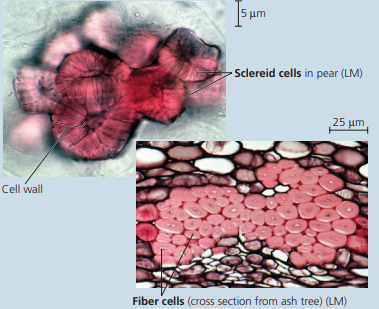 5 μm
Sclereid cells in pear (LM)
25 μm
Cell wall
Fiber cells (cross section from ash tree) (LM)